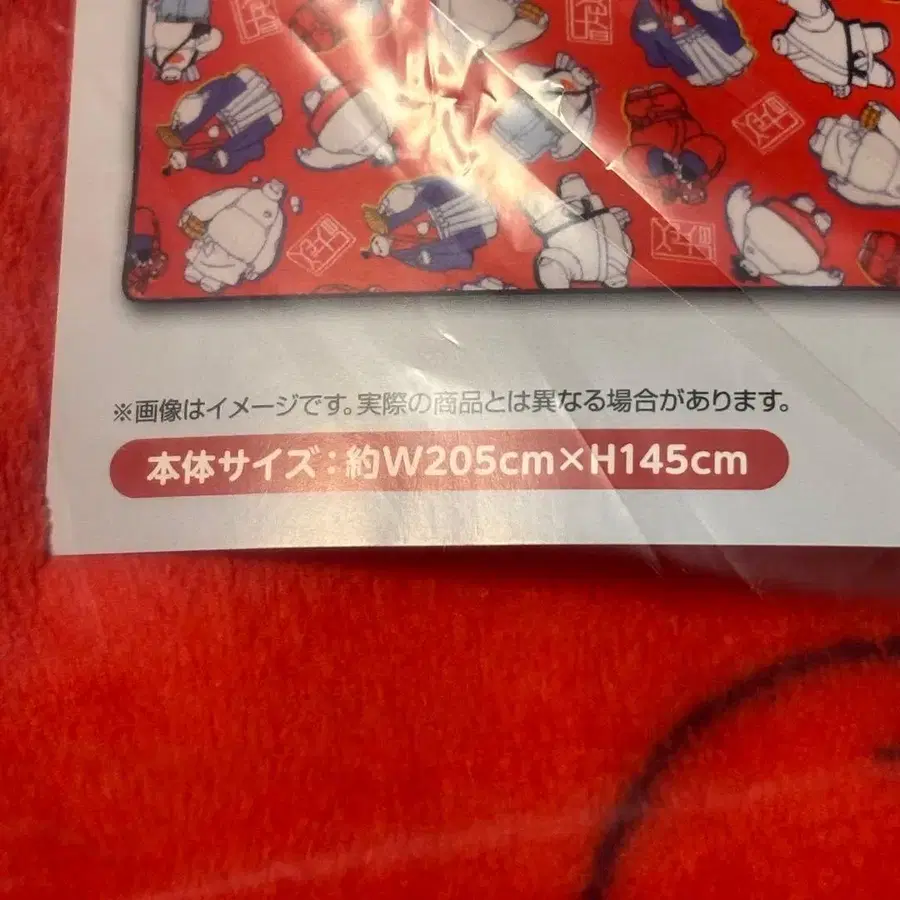 ※画像はイメージです。実際の商品とは異なる場合があります。
本体サイズ：約W205cm×H145cm